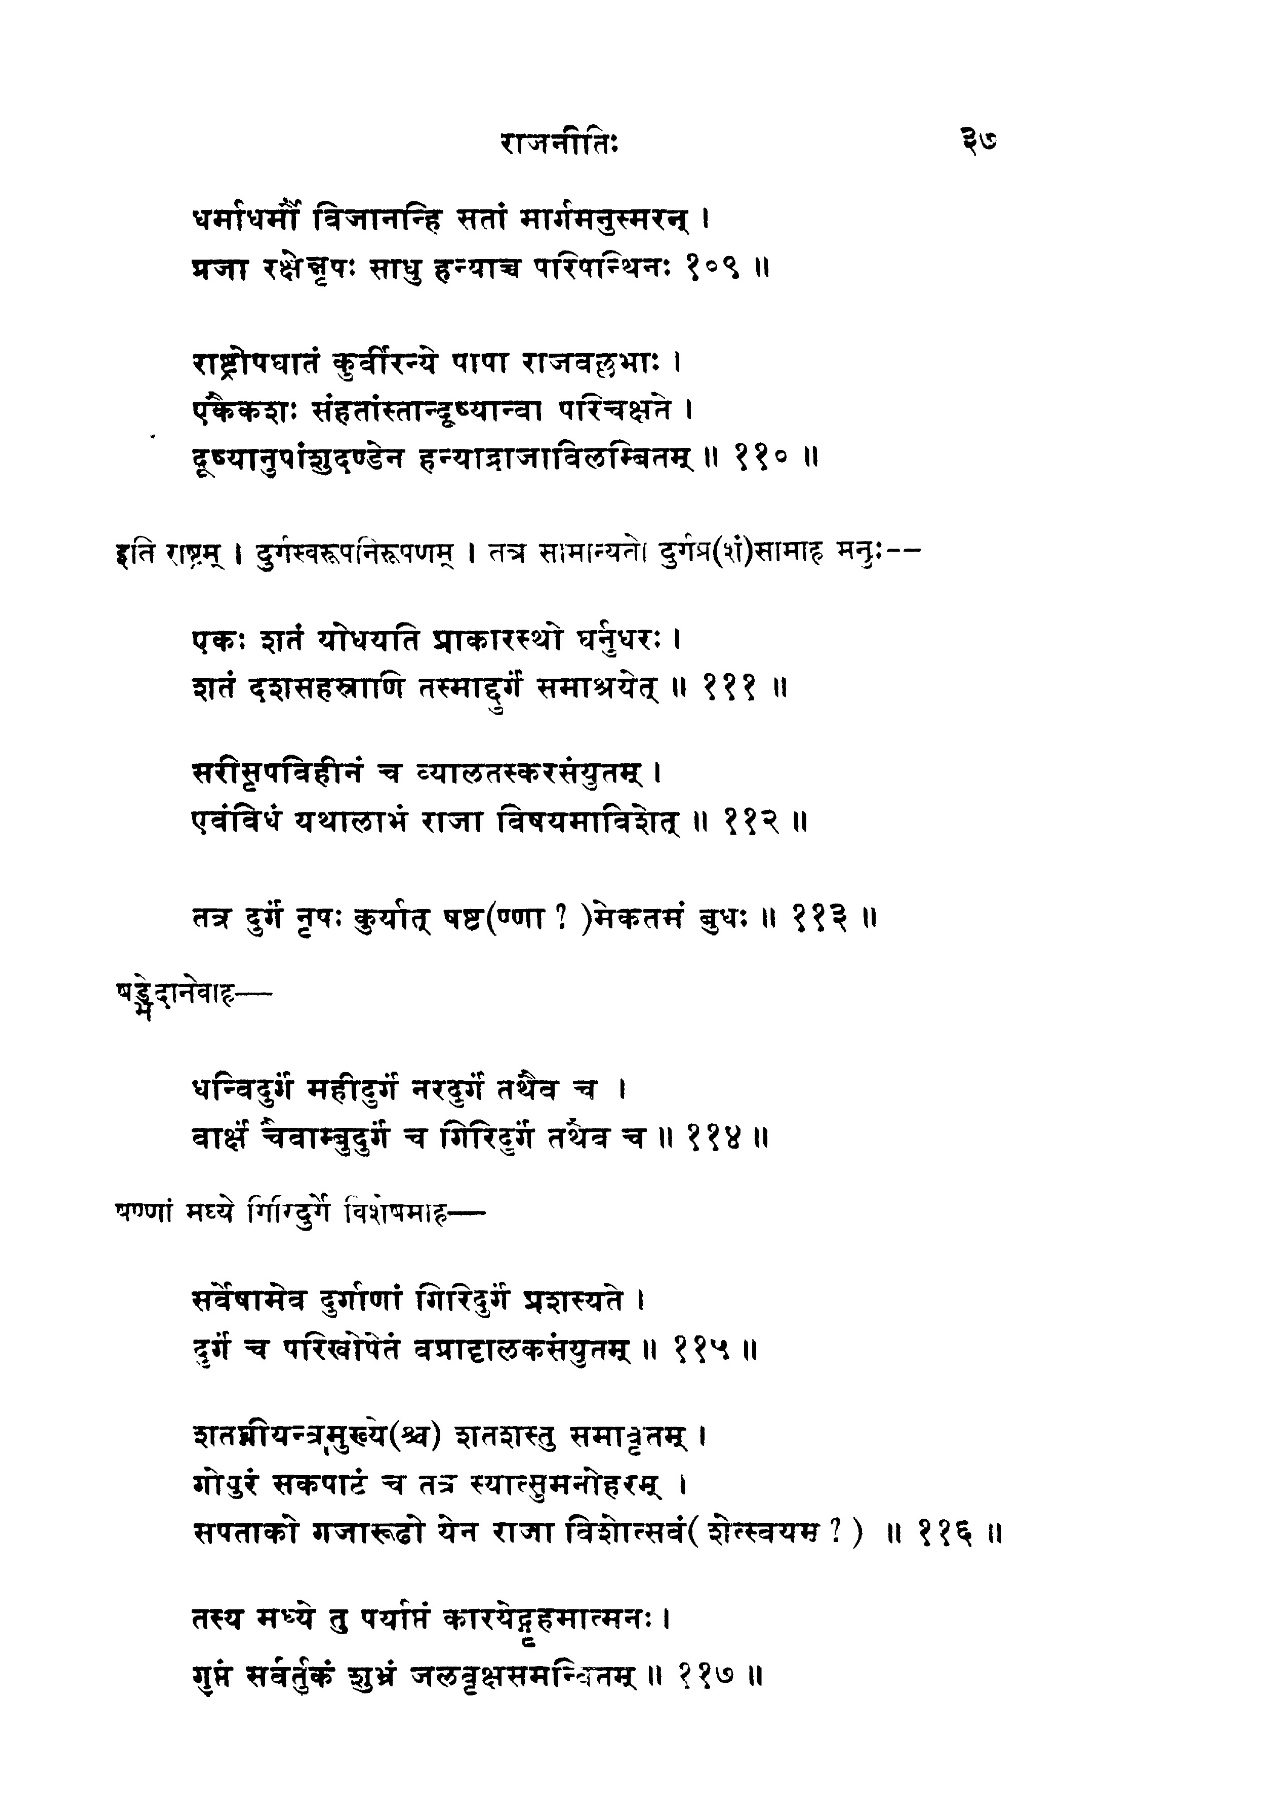 राजनीतिः ३७
धर्माधर्मौ विजानन्हि सतां मार्गमनुस्मरन् ।
प्रजा रक्षेन्नृपः साधु हन्याच्च परिपन्थिनः १०९ ॥
राष्ट्रोपघातं कुर्वीरन्ये पापा राजवल्लभाः ।
एकैकशः संहतांस्तान्दूष्यान्वा परिचक्षते ।
दूष्यानुपांशुदण्डेन हन्याद्राजाविलम्बितम् ॥ ११० ॥
इति राष्ट्रम् । दुर्गस्वरूपनिरूपणम् । तत्र सामान्यतो दुर्गप्र(शं)सामाह मनुः--
एकः शतं योधयति प्राकारस्थो धर्नुधरः ।
शतं दशसहस्राणि तस्माद्दुर्गं समाश्रयेत् ॥ १११ ॥
सरीसृपविहीनं च व्यालतस्करसंयुतम् ।
एवंविधं यथालाभं राजा विषयमाविशेत् ॥ ११२ ॥
तत्र दुर्गं नृपः कुर्यात् षष्ट(ण्णा ? )मेकतमं बुधः ॥ ११३ ॥
षड्भेदानेवाह—
धन्विदुर्गं महीदुर्गं नरदुर्गं तथैव च ।
वार्क्षं चैवाम्बुदुर्गं च गिरिदुर्गं तथैव च ॥ ११४ ॥
षण्णां मध्ये गिरिदुर्गे विशेषमाह—
सर्वेषामेव दुर्गाणां गिरिदुर्गं प्रशस्यते ।
दुर्गं च परिखोपेतं वप्राट्टालकसंयुतम् ॥ ११५ ॥
शतघ्नीयन्त्रमुख्ये(श्च) शतशस्तु समावृतम् ।
गोपुरं सकपाटं च तत्र स्यात्सुमनोहरम् ।
सपताको गजारूढो येन राजा विशोत्सवं( शेत्स्वयम ? ) ॥ ११६ ॥
तस्य मध्ये तु पर्याप्तं कारयेद्गृहमात्मनः ।
गुप्तं सर्वर्तुकं शुभ्रं जलवृक्षसमन्वितम् ॥ ११७ ॥